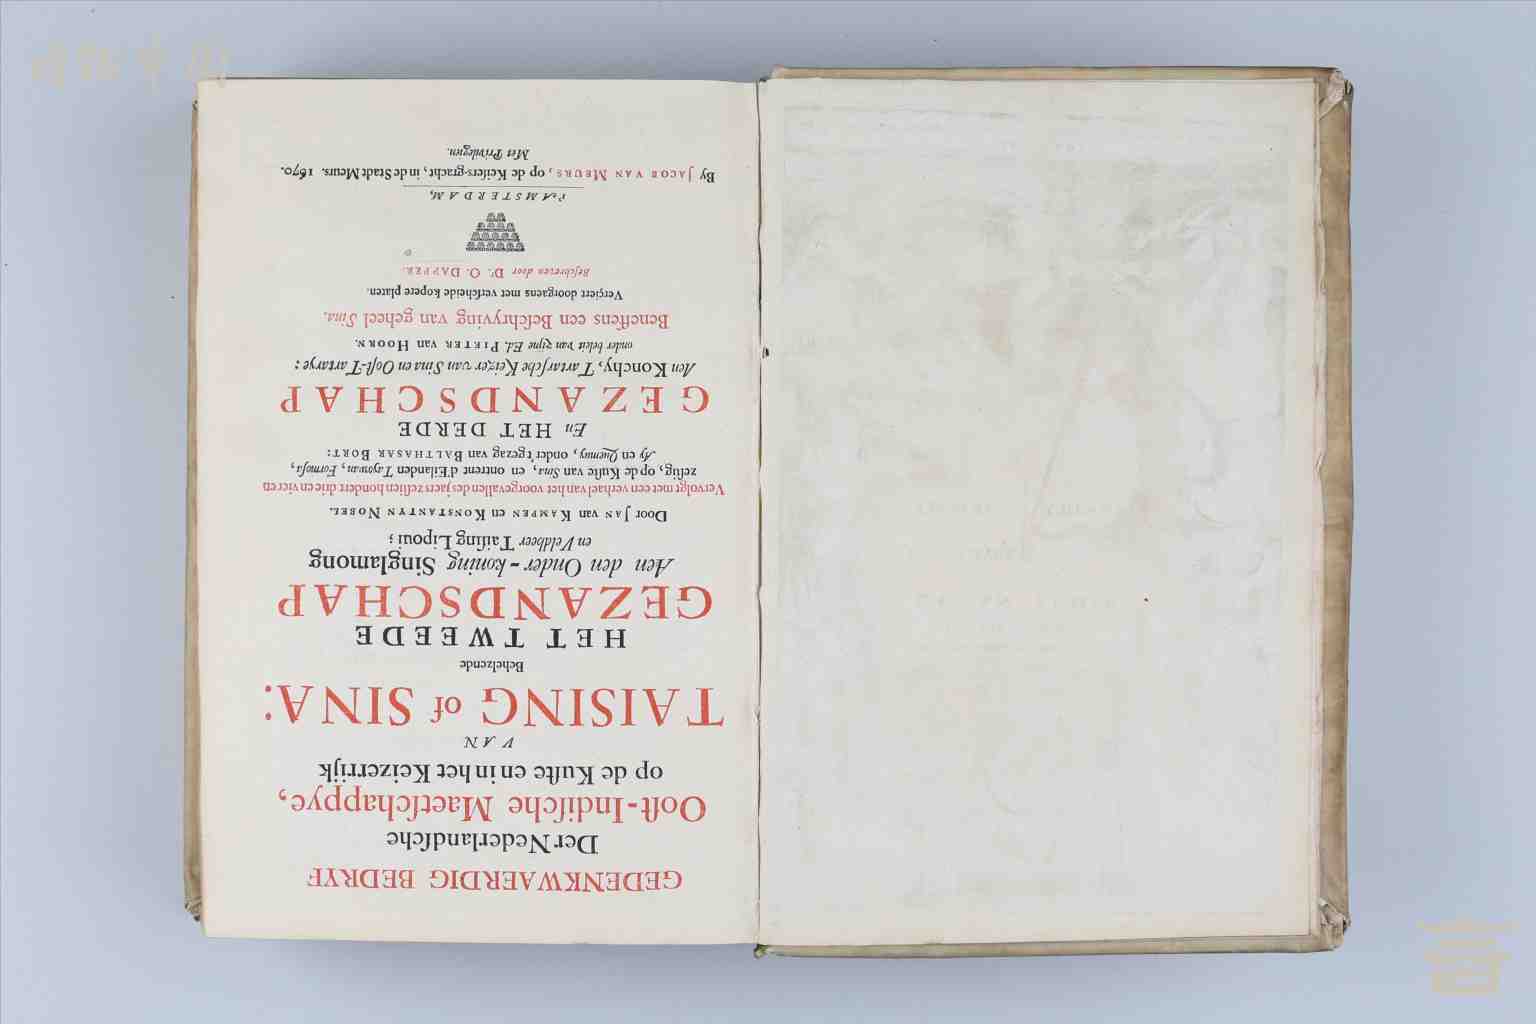 GEDENKWAERDIG BEDRYF
Der Nederlandſche
Ooſt-Indiſche Maetſchappye,
op de Kuſte en in het Keizerrijk
VAN
TAISING of SINA:
Behelzende
HET TWEEDE
GEZANDSCHAP
Aen den Onder-koning Singlamong
en Veldheer Taiſing Lipoui;
Door JAN van KAMPEN en KONSTANTYN NOBEL.
Vervolgt met een verhael van het voorgevallen des jaers zeſtien hondert drie en vier en
zeſtig, op de Kuſte van Sina, en ontrent d'Eilanden Tayowan, Formoſa,
Ay en Quemuy, onder 't gezag van BALTHASAR BORT:
En HET DERDE
GEZANDSCHAP
Aen Konchy, Tartarſche Keizer van Sina en Ooſt-Tartarye:
onder beleit van zijne Ed. PIETER van HOORN.
Beneffens een Beſchryving van geheel Sina.
Verçiert doorgaens met verſcheide kopere platen.
Beſchreven door Dr. O. DAPPER.
t'AMSTERDAM,
By JACOB VAN MEURS, op de Keiſers-gracht, in de Stadt Meurs. 1670.
Met Privilegien.